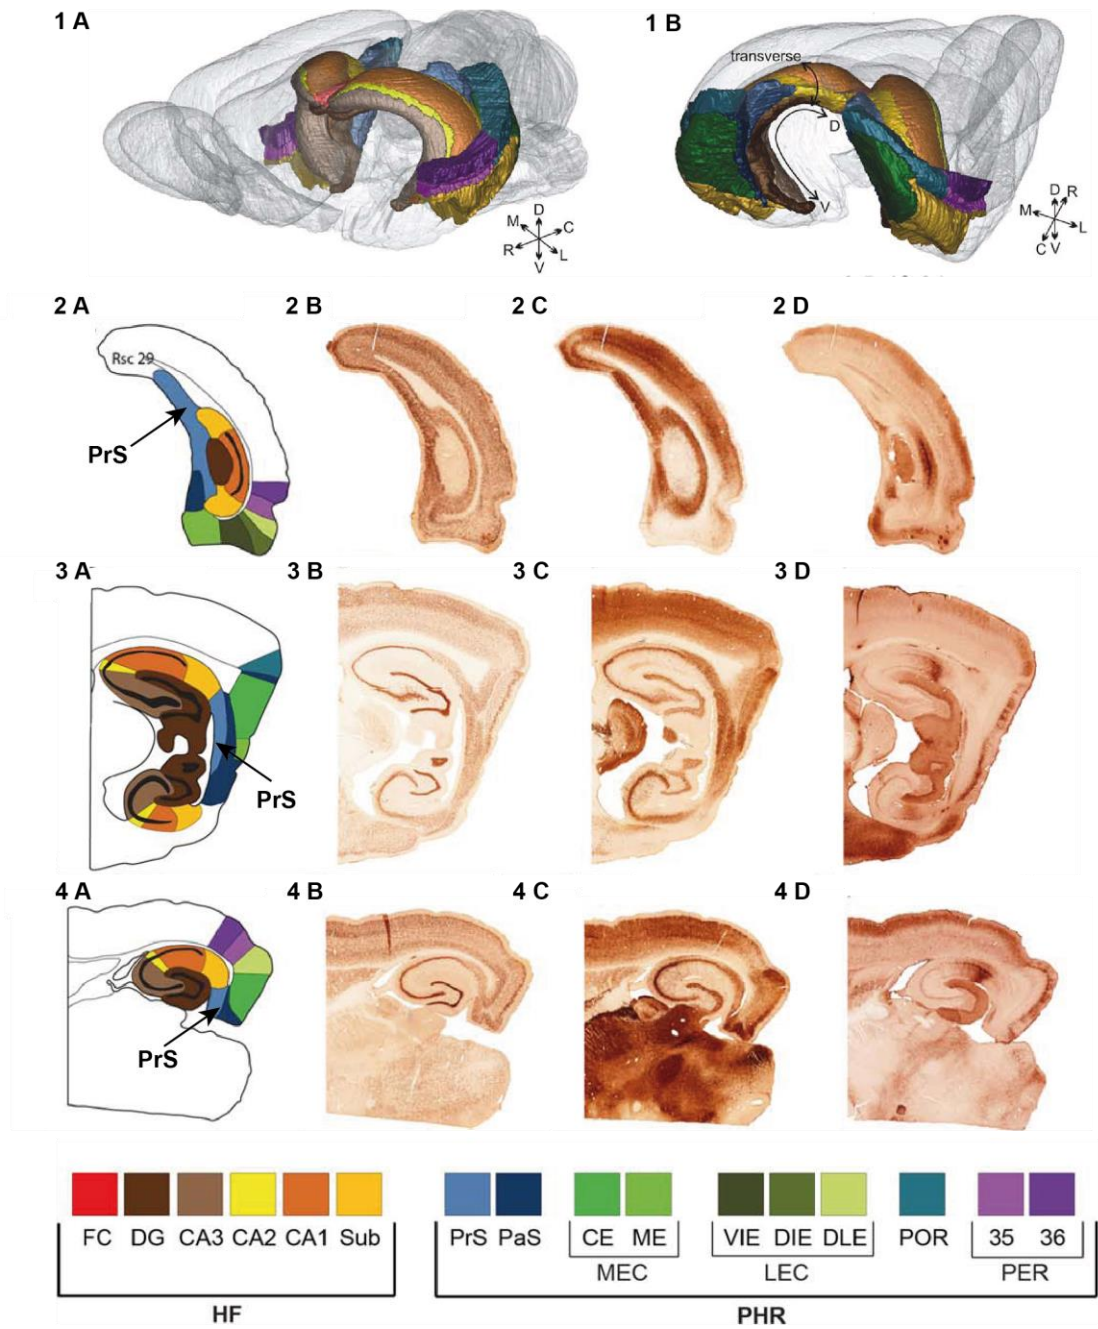 1 A
1 B
transverse
D
V
D
M
C
R
L
V
D R
M
L
C V
2 A
2 B
2 C
2 D
Rsc 29
PrS
3 A
3 B
3 C
3 D
PrS
4 A
4 B
4 C
4 D
PrS
FC DG CA3 CA2 CA1 Sub PrS PaS CE ME VIE DIE DLE POR 35 36
MEC LEC PER
HF PHR